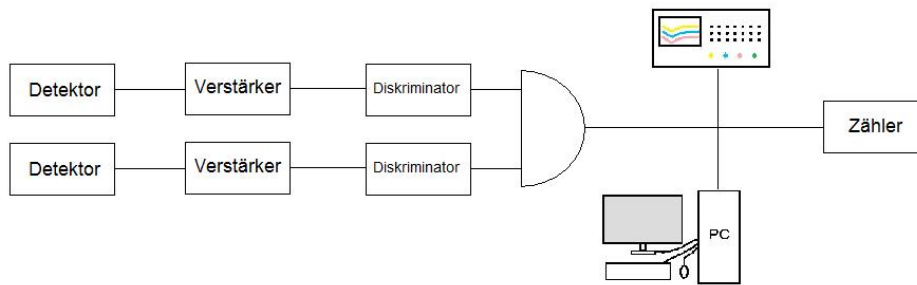 Detektor
Verstärker
Diskriminator
Zähler
Detektor
Verstärker
Diskriminator
PC